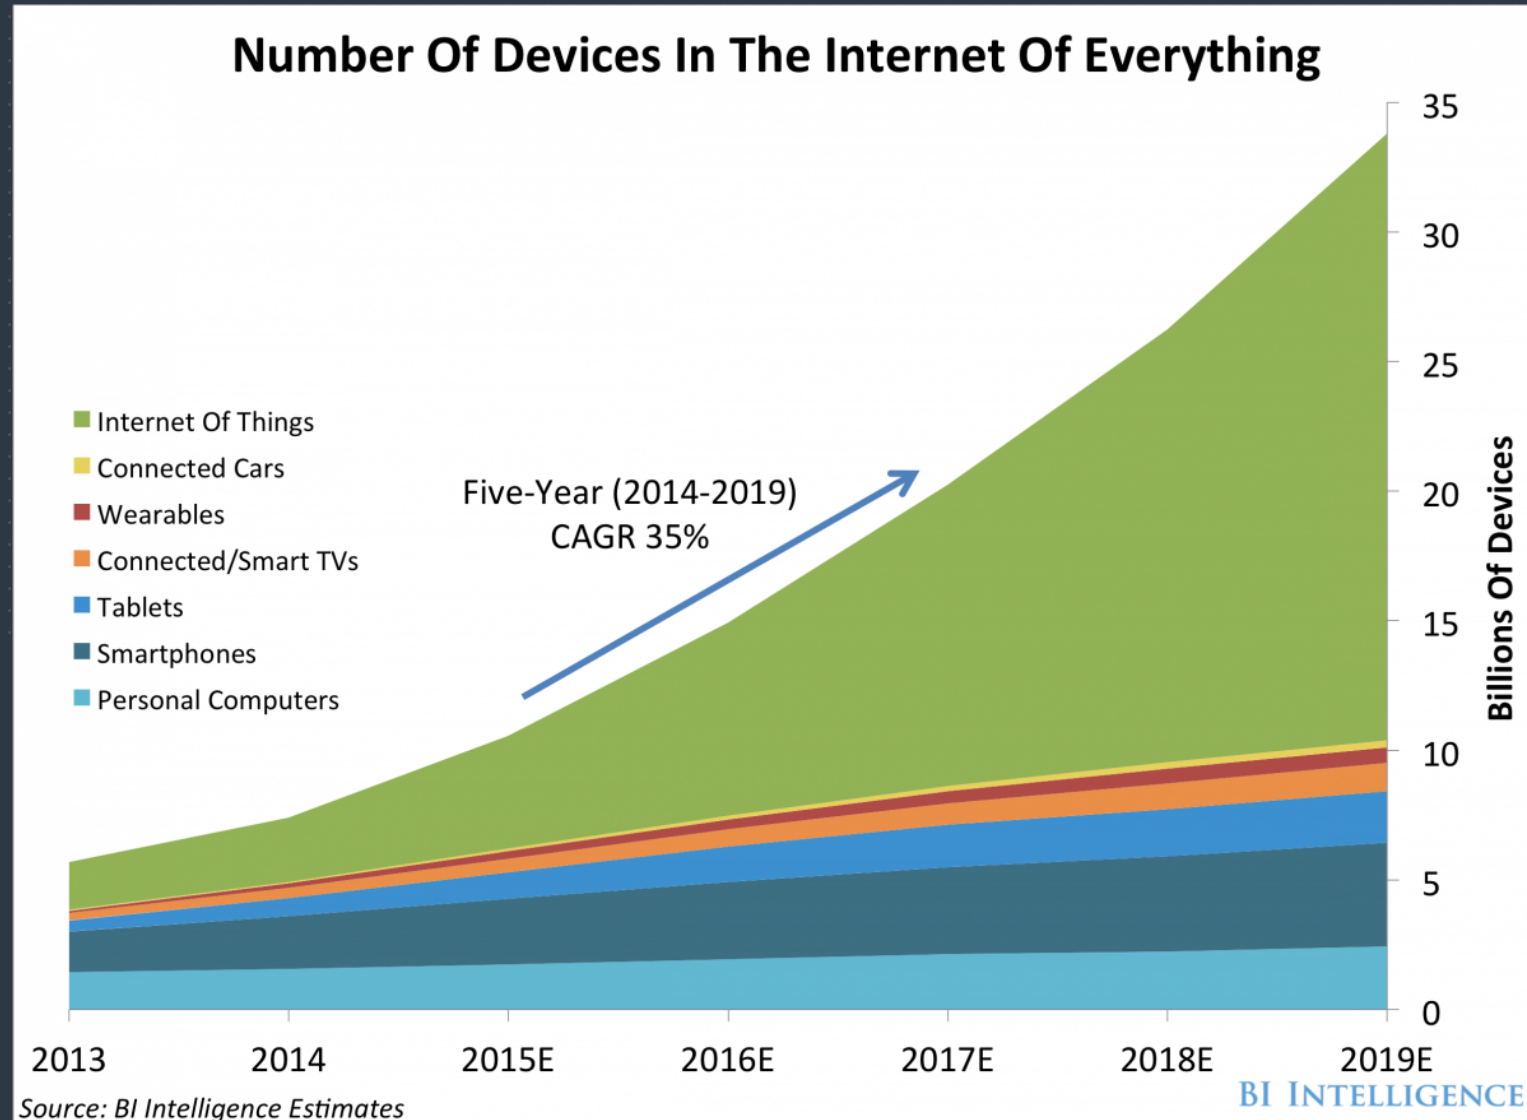 Number Of Devices In The Internet Of Everything
35
30
25
20
15
10
5
0
Billions Of Devices
Internet Of Things
Connected Cars
Wearables
Connected/Smart TVs
Tablets
Smartphones
Personal Computers
Five-Year (2014-2019)
CAGR 35%
2013 2014 2015E 2016E 2017E 2018E 2019E
Source: BI Intelligence Estimates
BI INTELLIGENCE